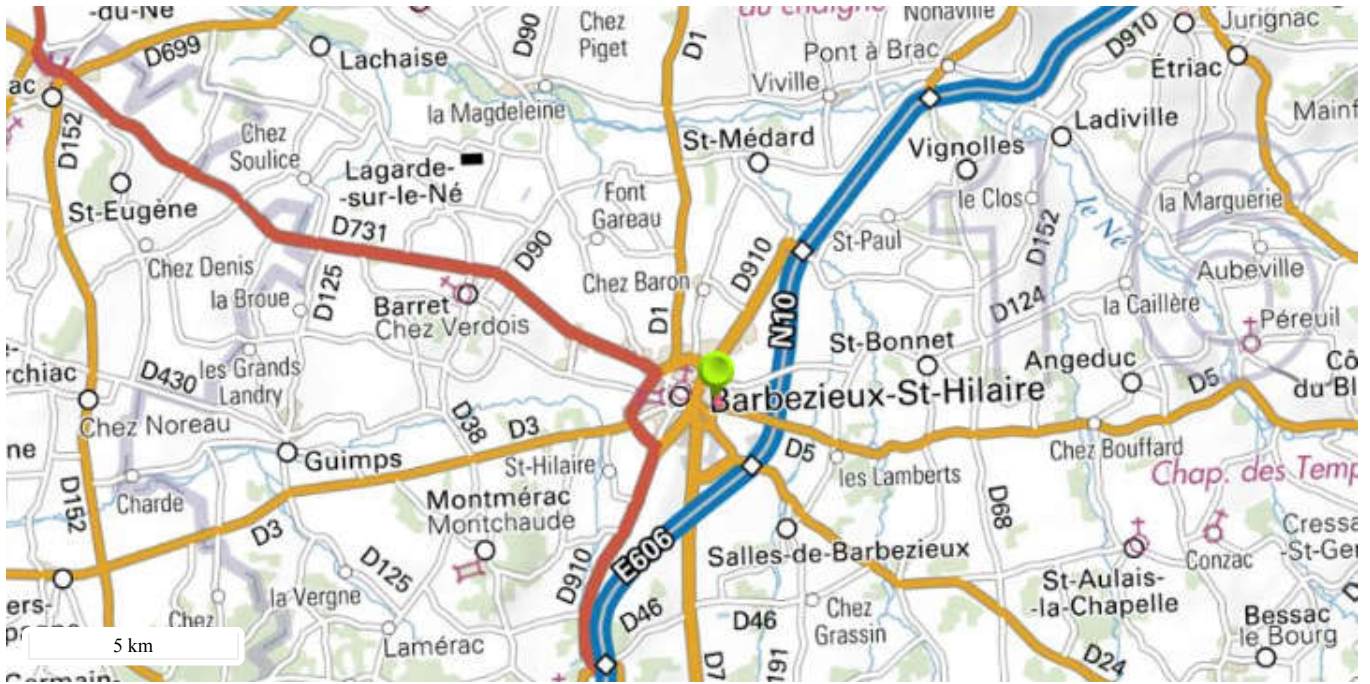 -du-Né
D699
D90
Chez
Piget
D1
du Chaigne
Nonaville
D910
Jurignac
Lachaise
Pont à Brac
Étriac
ac
la Magdeleine
Viville
Mainf
D152
Chez
Soulice
St-Médard
Ladiville
Vignolles
Lagarde-
-sur-le-Né
Font
Gareau
le Clos
la Marguerie
St-Eugène
D731
D90
D152
le Né
16
Chez Denis
St-Paul
Aubeville
la Broue
D125
Barret
Chez Verdois
Chez Baron
D910
D124
la Caillère
D1
N10
Péreuil
les Grands
Landry
St-Bonnet
Angeduc
Cô
du Bl
rchiac
D430
Barbezieux-St-Hilaire
D5
Chez Noreau
D38
D3
D5
Chez Bouffard
ne
Guimps
St-Hilaire
les Lamberts
Chap. des Temp
Charde
Montmérac
Montchaude
D152
D68
D3
Salles-de-Barbezieux
Cressa
-St-Ger
Conzac
E606
D125
D910
St-Aulais-
-la-Chapelle
la Vergne
D46
D46
Chez
Grassin
Bessac
le Bourg
ers-
Chez
Lamérac
5 km
D7
191
D24
Germain-